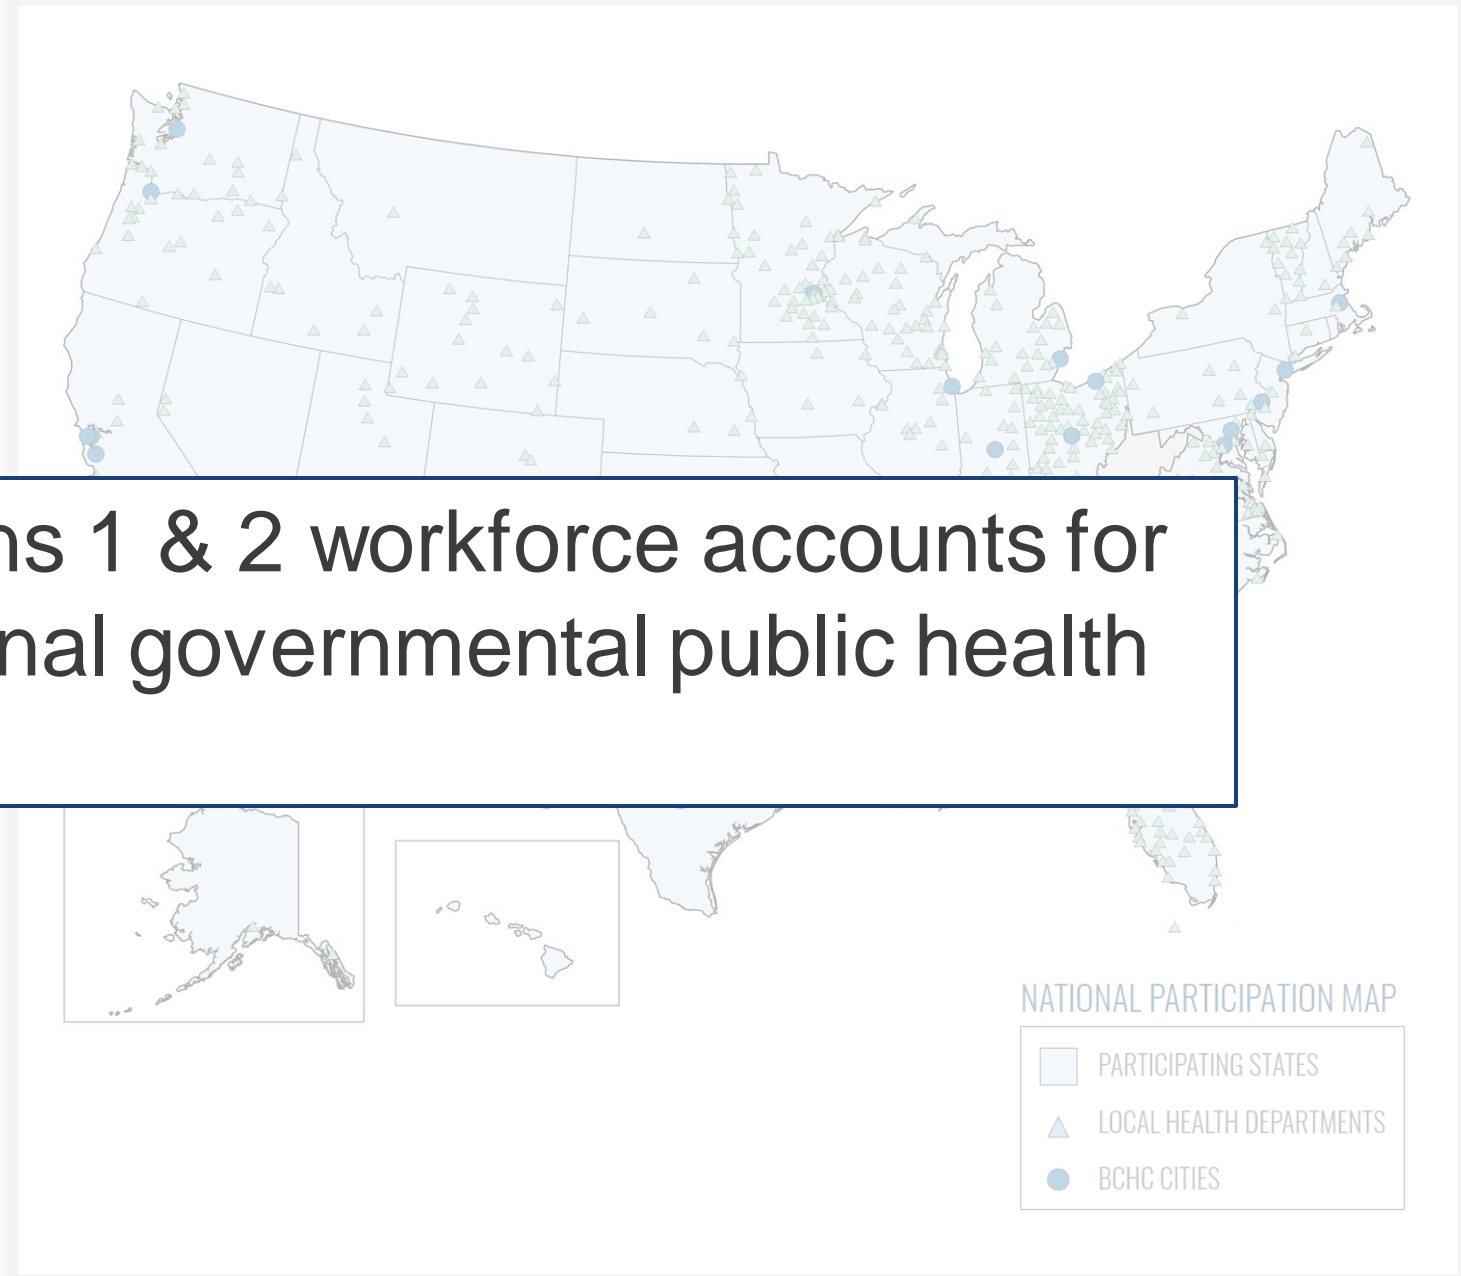 ns 1 & 2 workforce accounts for
nal governmental public health
NATIONAL PARTICIPATION MAP
PARTICIPATING STATES
LOCAL HEALTH DEPARTMENTS
BCHC CITIES